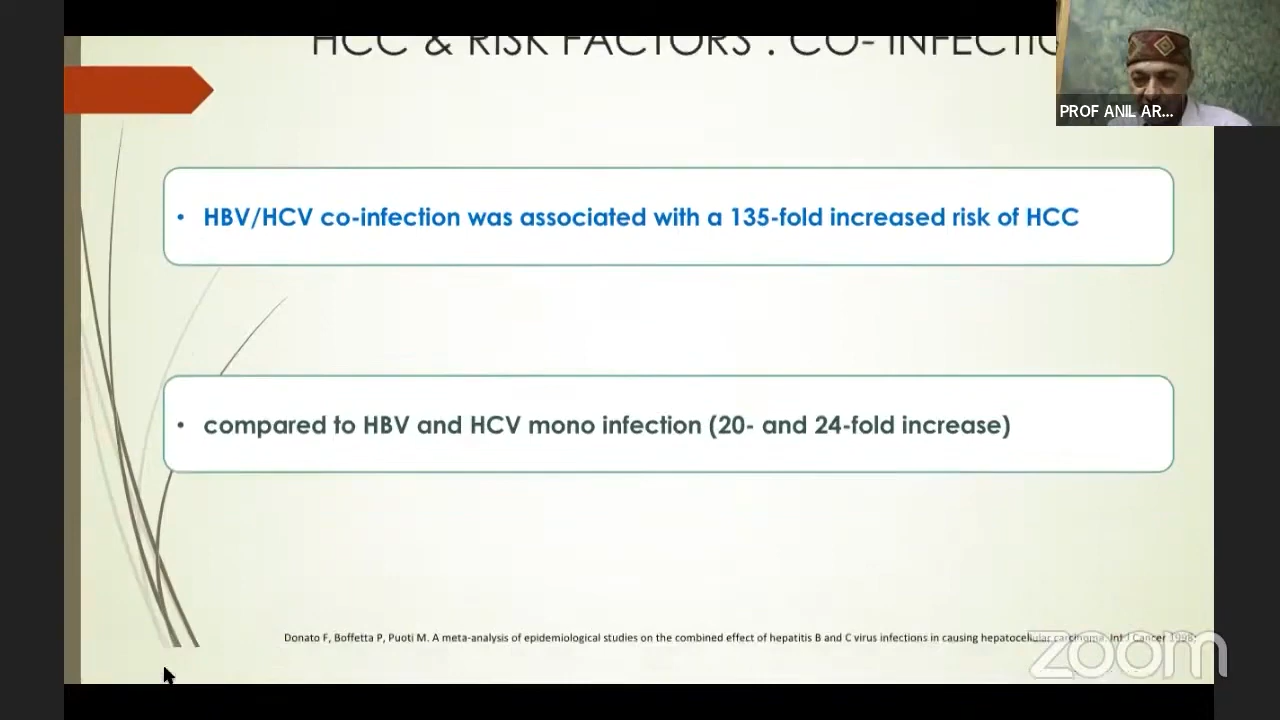 HCC & RISK FACTORS : CO- INFECTIO
PROF ANIL AR...
• HBV/HCV co-infection was associated with a 135-fold increased risk of HCC
• compared to HBV and HCV mono infection (20- and 24-fold increase)
Donato F, Boffetta P, Puoti M. A meta-analysis of epidemiological studies on the combined effect of hepatitis B and C virus infections in causing hepatocellular carcinoma. Int J Cancer 1998;
zoom